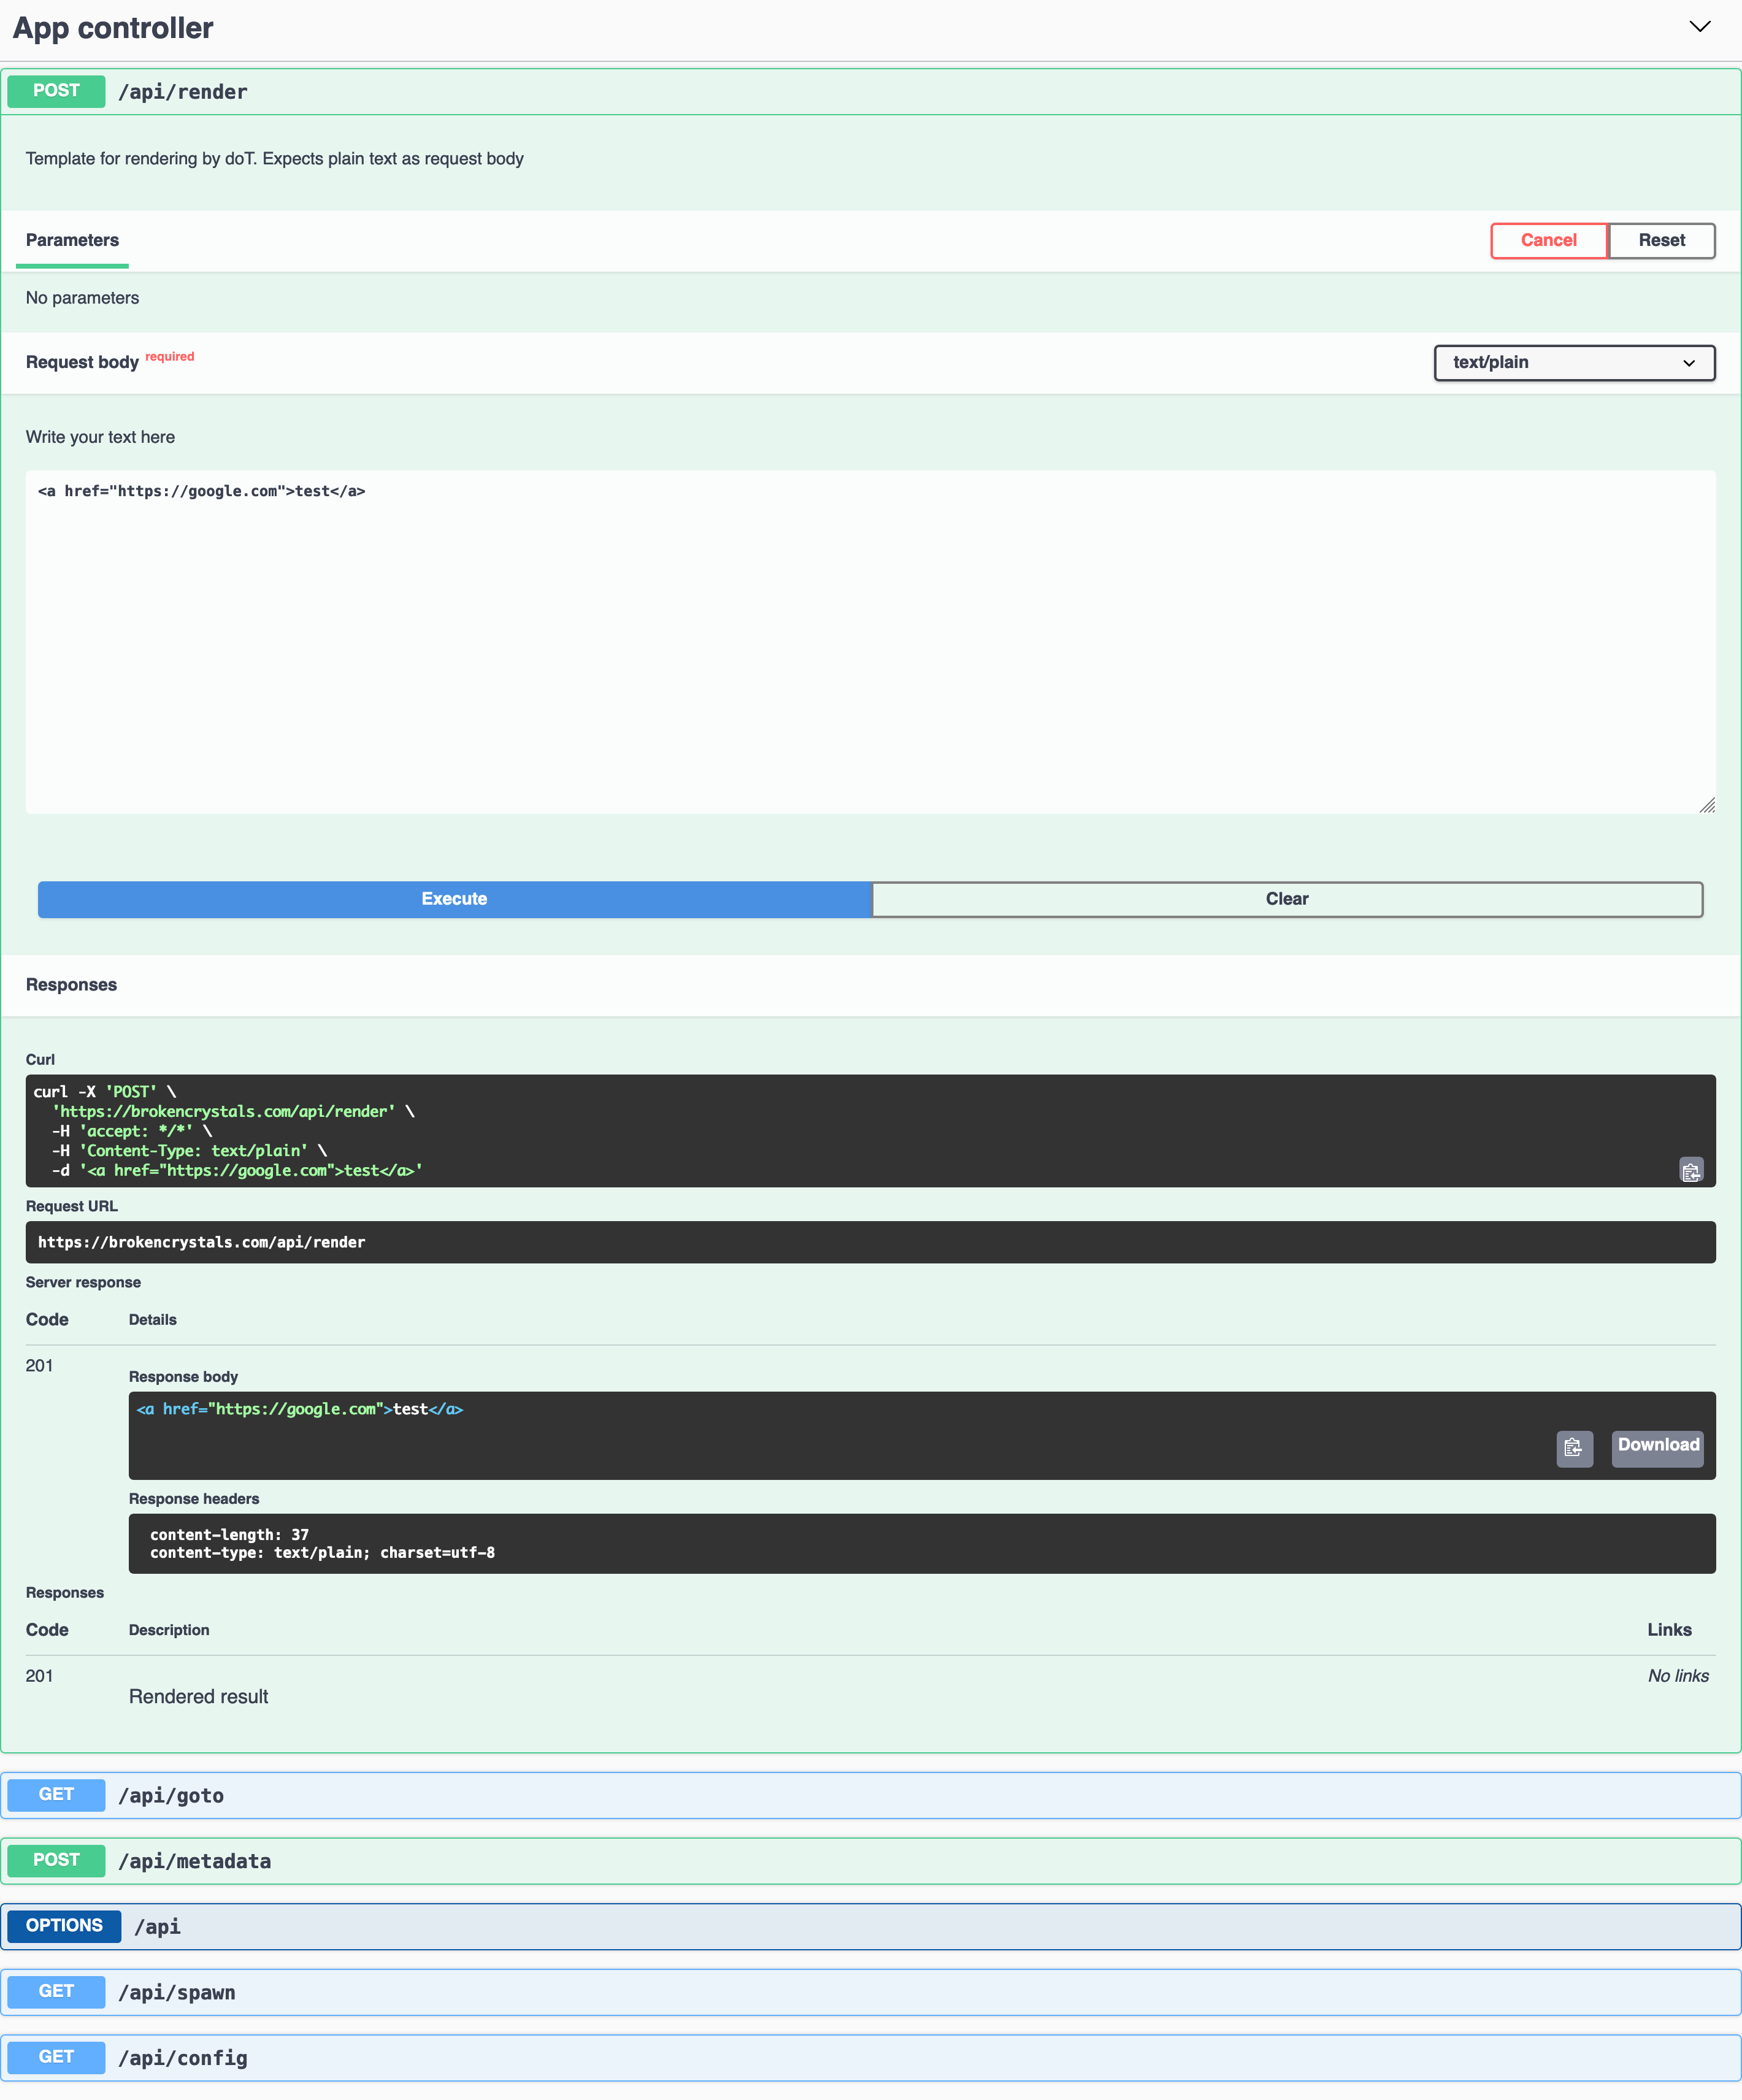 App controller
POST /api/render
Template for rendering by doT. Expects plain text as request body
Parameters
Cancel Reset
No parameters
Request body required
text/plain
Write your text here
<a href="https://google.com">test</a>
Execute Clear
Responses
Curl
curl -X 'POST' \
  'https://brokencrystals.com/api/render' \
  -H 'accept: */*' \
  -H 'Content-Type: text/plain' \
  -d '<a href="https://google.com">test</a>'
Request URL
https://brokencrystals.com/api/render
Server response
Code Details
201
Response body
<a href="https://google.com">test</a>
Download
Response headers
content-length: 37
content-type: text/plain; charset=utf-8
Responses
Code Description Links
201 No links
Rendered result
GET /api/goto
POST /api/metadata
OPTIONS /api
GET /api/spawn
GET /api/config